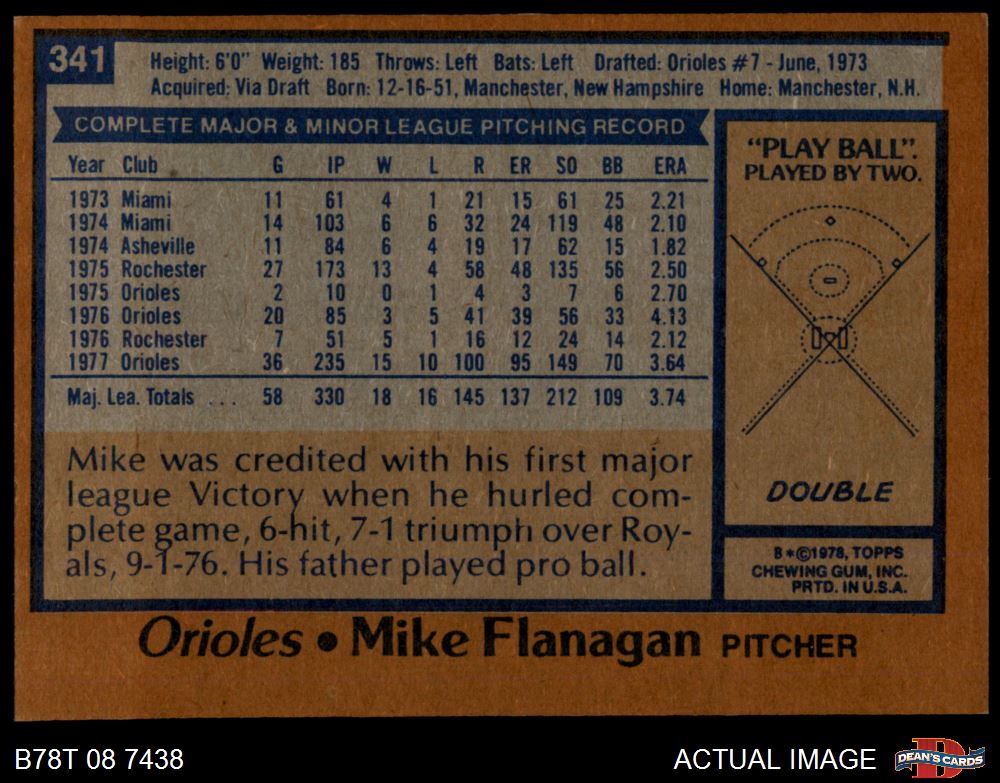 341
Height: 6'0" Weight: 185 Throws: Left Bats: Left Drafted: Orioles #7 - June, 1973
Acquired: Via Draft Born: 12-16-51, Manchester, New Hampshire Home: Manchester, N.H.
COMPLETE MAJOR & MINOR LEAGUE PITCHING RECORD
Year Club G IP W L R ER SO BB ERA
1973 Miami 11 61 4 1 21 15 61 25 2.21
1974 Miami 14 103 6 6 32 24 119 48 2.10
1974 Asheville 11 84 6 4 19 17 62 15 1.82
1975 Rochester 27 173 13 4 58 48 135 56 2.50
1975 Orioles 2 10 0 1 4 3 7 6 2.70
1976 Orioles 20 85 3 5 41 39 56 33 4.13
1976 Rochester 7 51 5 1 16 12 24 14 2.12
1977 Orioles 36 235 15 10 100 95 149 70 3.64
Maj. Lea. Totals ... 58 330 18 16 145 137 212 109 3.74
Mike was credited with his first major
league Victory when he hurled com-
plete game, 6-hit, 7-1 triumph over Roy-
als, 9-1-76. His father played pro ball.
"PLAY BALL".
PLAYED BY TWO.
DOUBLE
B*©1978, TOPPS
CHEWING GUM, INC.
PRTD. IN U.S.A.
Orioles • Mike Flanagan PITCHER
B78T 08 7438
ACTUAL IMAGE
D
DEAN'S CARDS